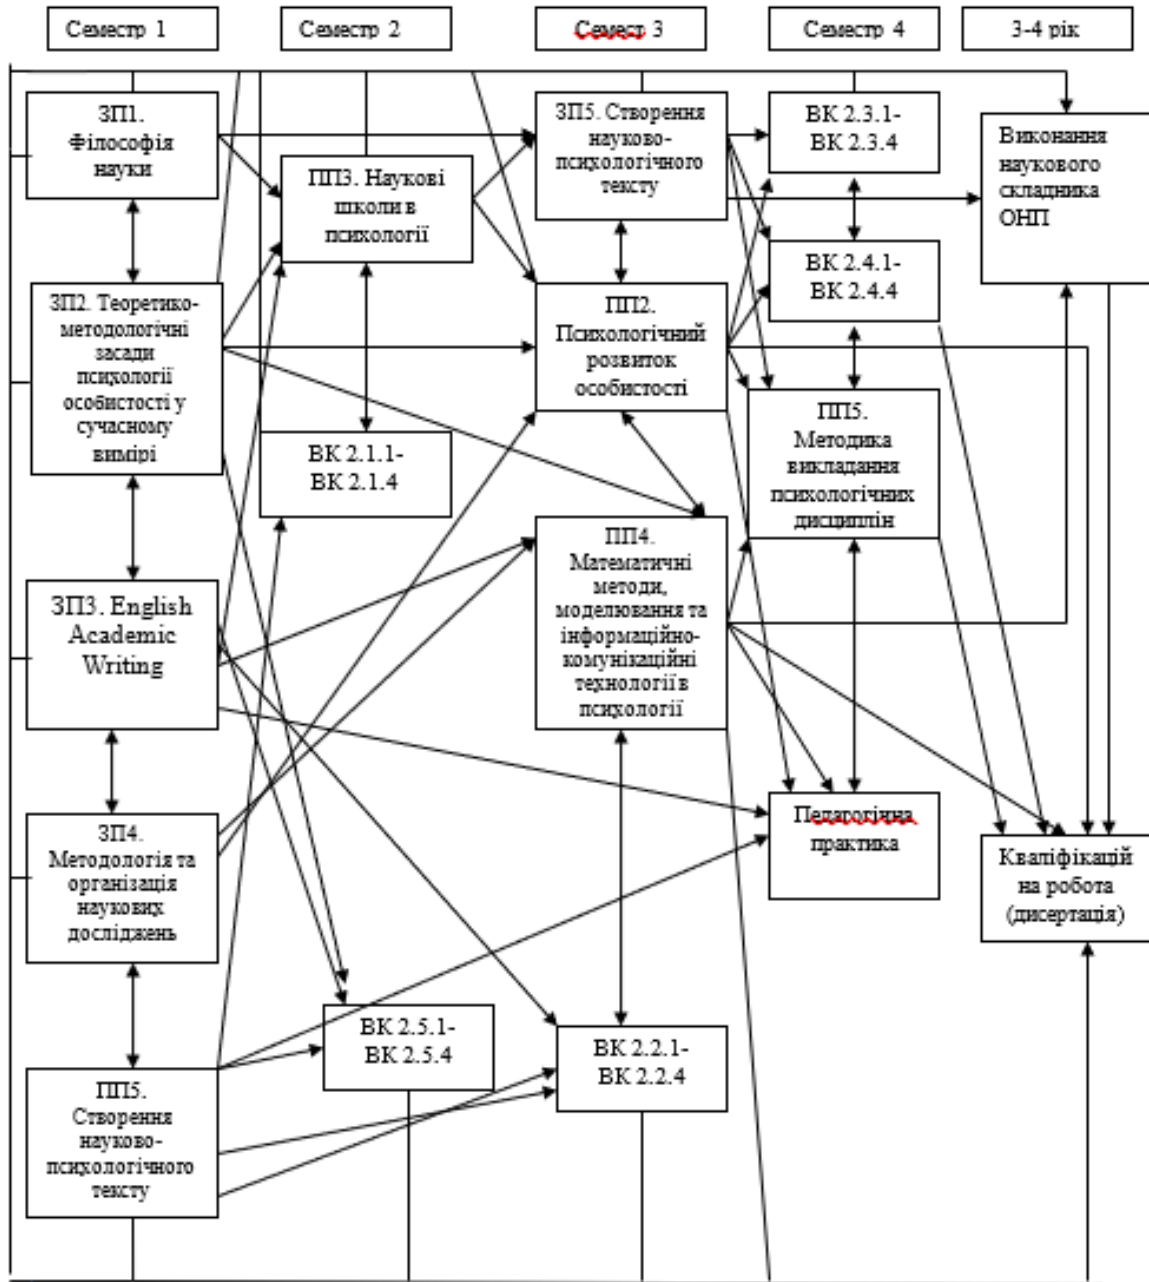 Семестр 1
Семестр 2
Семестр 3
Семестр 4
3-4 рік
ЗП1.
Філософія
науки
ЗП2. Теоретико-
методологічні
засади
психології
особистості у
сучасному
вимірі
ЗП3. English
Academic
Writing
ЗП4.
Методологія та
організація
наукових
досліджень
ПП5.
Створення
науково-
психологічного
тексту
ПП3. Наукові
школи в
психології
ВК 2.1.1-
ВК 2.1.4
ВК 2.5.1-
ВК 2.5.4
ЗП5. Створення
науково-
психологічного
тексту
ПП2.
Психологічний
розвиток
особистості
ПП4.
Математичні
методи,
моделювання та
інформаційно-
комунікаційні
технології в
психології
ВК 2.2.1-
ВК 2.2.4
ВК 2.3.1-
ВК 2.3.4
ВК 2.4.1-
ВК 2.4.4
ПП5.
Методика
викладання
психологічних
дисциплін
Педагогічна
практика
Виконання
наукового
складника
ОНП
Кваліфікацій
на робота
(дисертація)